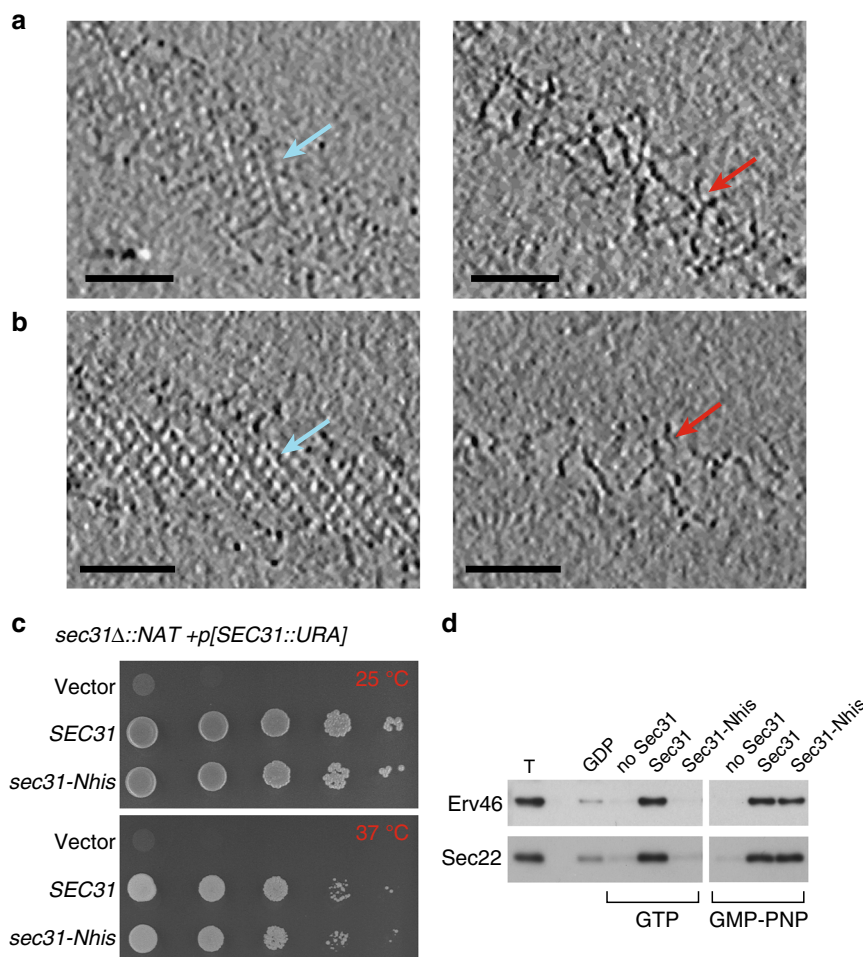 a
b
c
sec31Δ::NAT +p[SEC31::URA]
25 °C
Vector
SEC31
sec31-Nhis
37 °C
Vector
SEC31
sec31-Nhis
d
T
GDP
no Sec31
Sec31
Sec31-Nhis
no Sec31
Sec31
Sec31-Nhis
Erv46
Sec22
GTP
GMP-PNP